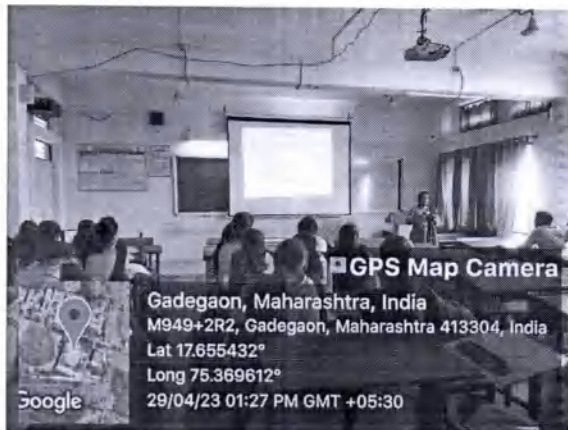 GPS Map Camera
Gadegaon, Maharashtra, India
M949+2R2, Gadegaon, Maharashtra 413304, India
Lat 17.655432°
Long 75.369612°
29/04/23 01:27 PM GMT +05:30
Google